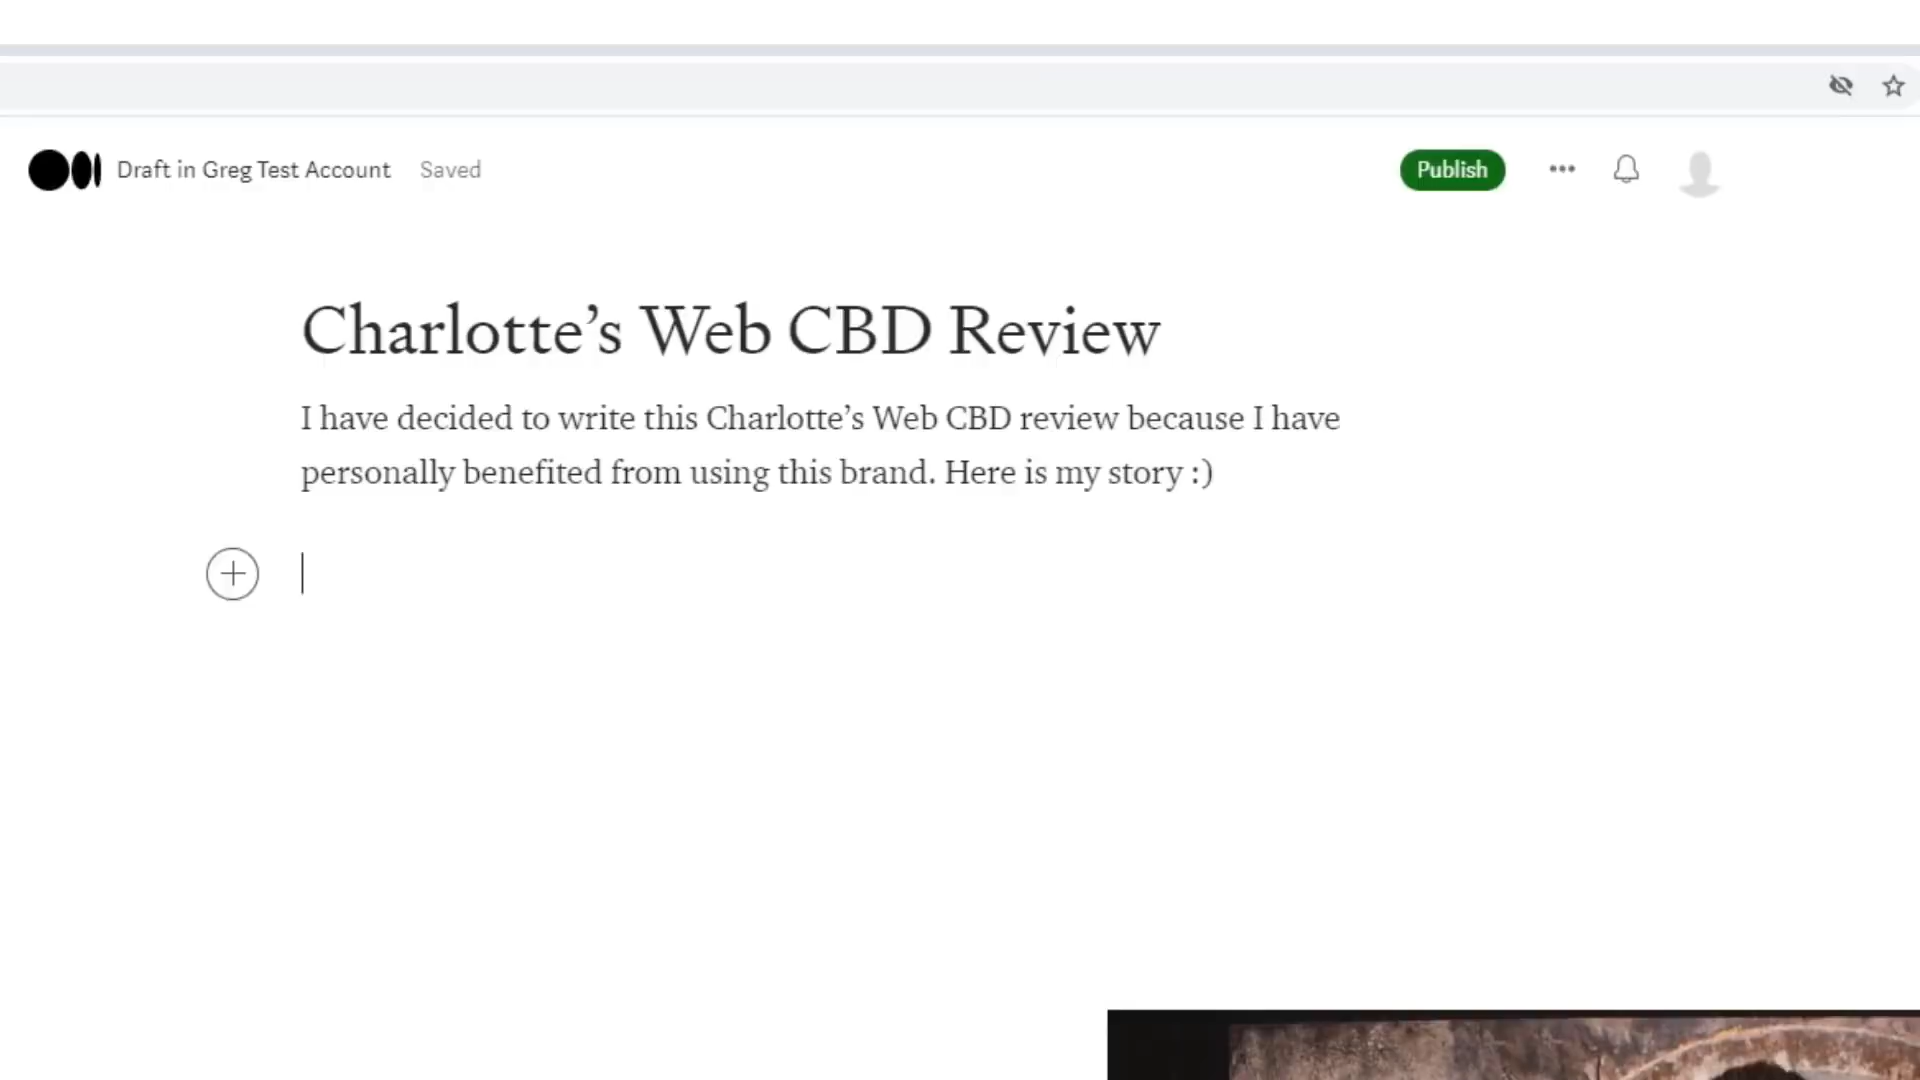 Draft in Greg Test Account Saved
Publish
Charlotte’s Web CBD Review
I have decided to write this Charlotte’s Web CBD review because I have
personally benefited from using this brand. Here is my story :)